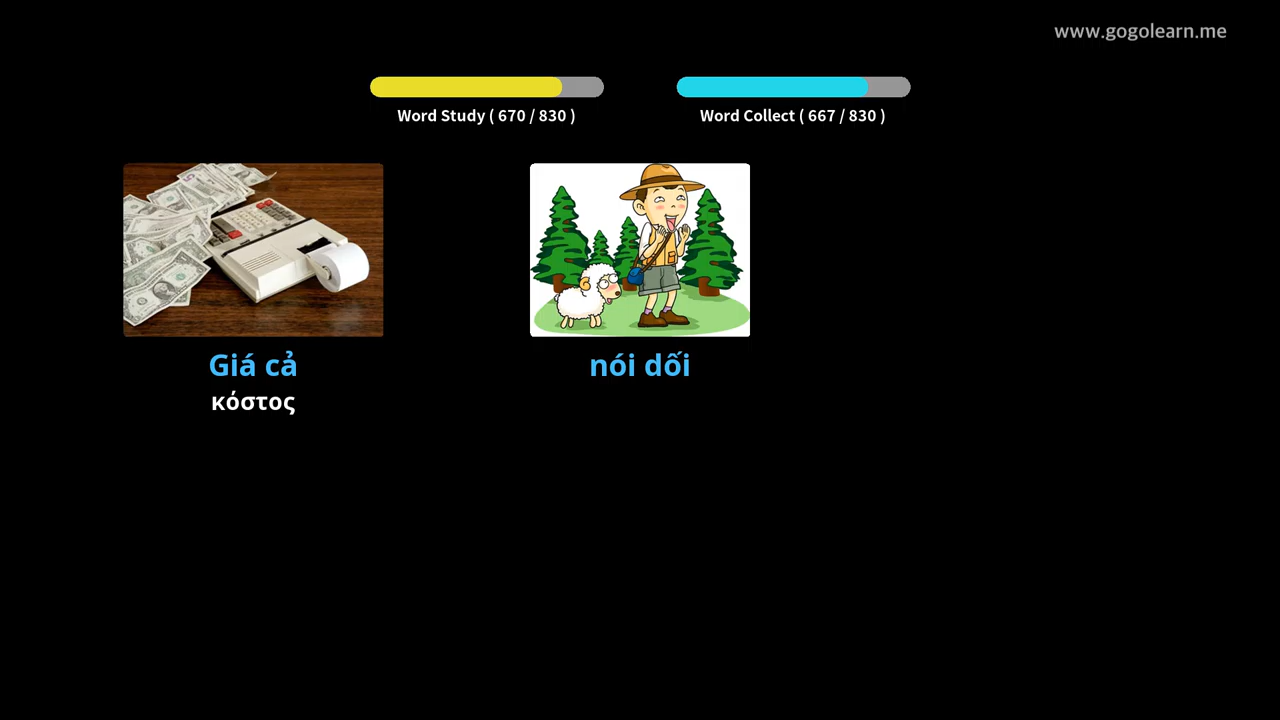 www.gogolearn.me
Word Study ( 670 / 830 )
Word Collect ( 667 / 830 )
Giá cả
κόστος
nói dối